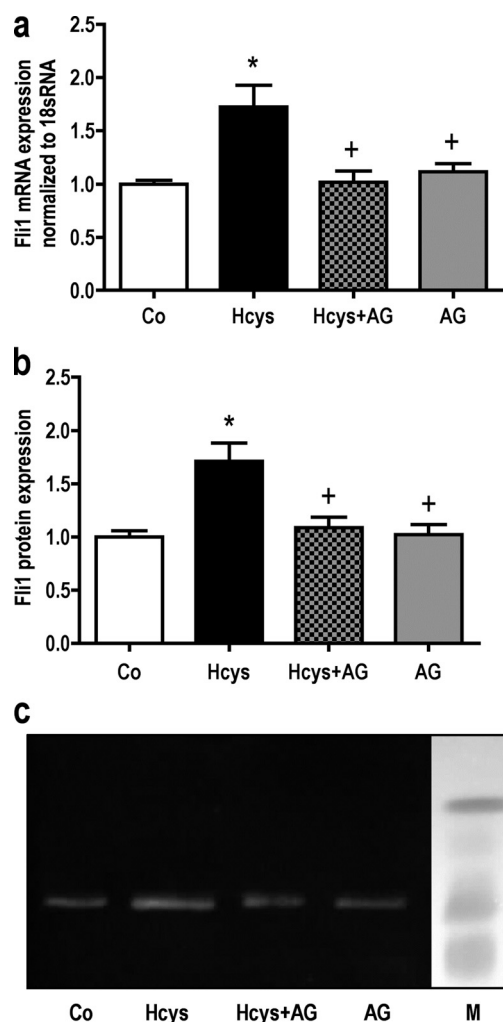 a
Fli1 mRNA expression
normalized to 18sRNA
2.5
2.0
1.5
1.0
0.5
0.0
*
+
+
Co Hcys Hcys+AG AG
b
Fli1 protein expression
2.5
2.0
1.5
1.0
0.5
0.0
*
+
+
Co Hcys Hcys+AG AG
c
Co Hcys Hcys+AG AG M